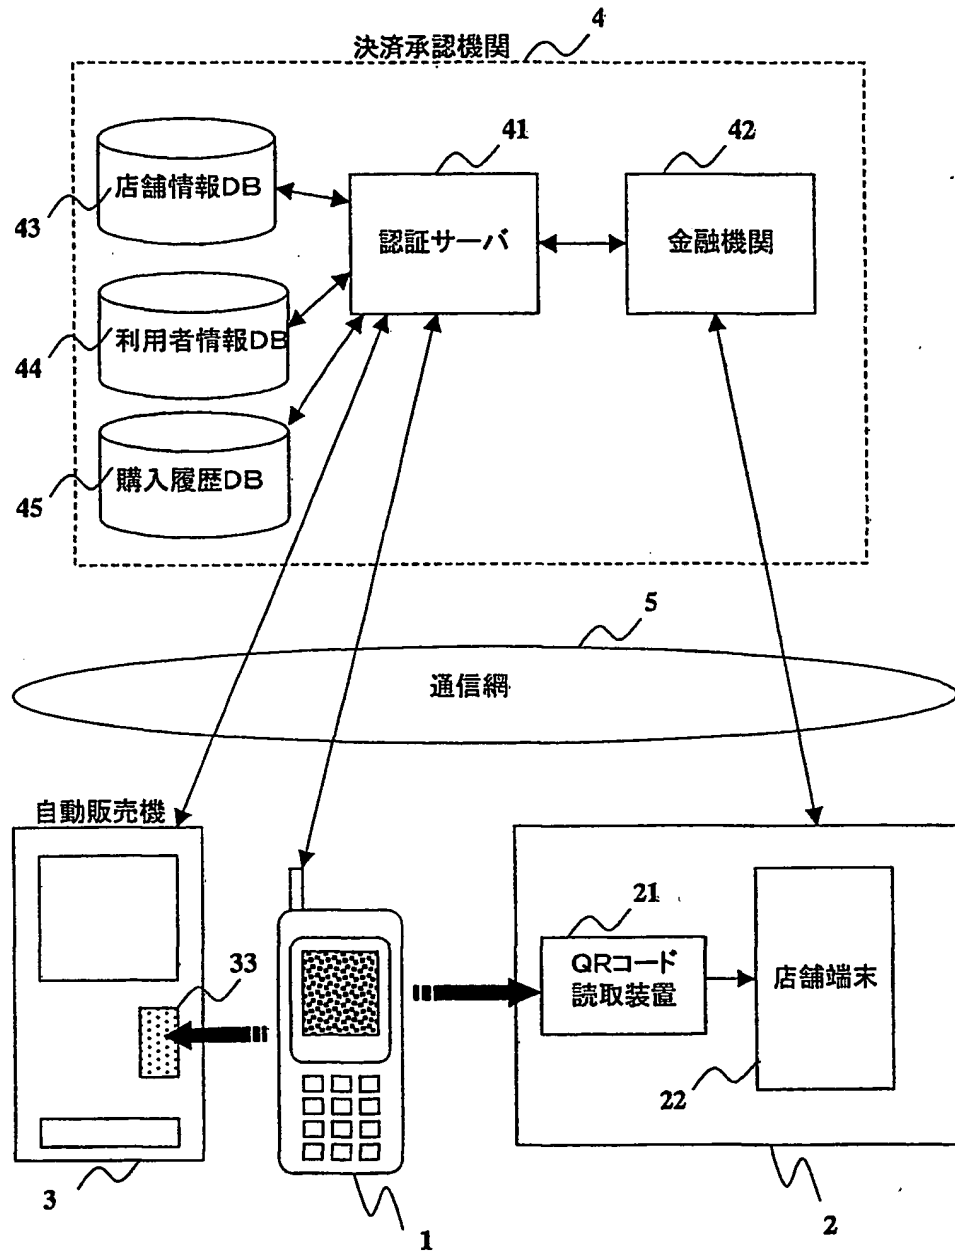 決済承認機関
4
41
42
店舗情報DB
43
認証サーバ
金融機関
利用者情報DB
44
購入履歴DB
45
5
通信網
自動販売機
21
33
QRコード
読取装置
店舗端末
22
3
1
2